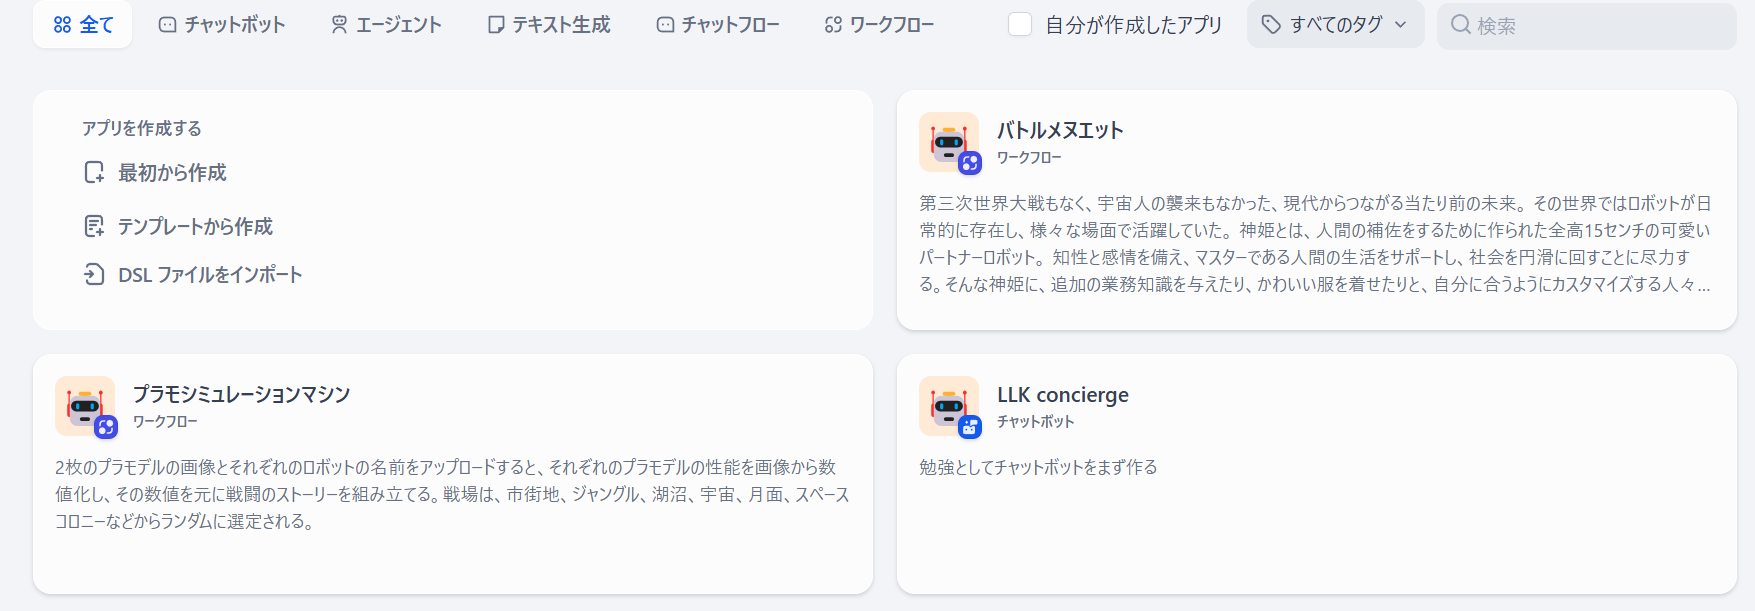 全て
チャットボット
エージェント
テキスト生成
チャットフロー
ワークフロー
自分が作成したアプリ
すべてのタグ
検索
アプリを作成する
最初から作成
テンプレートから作成
DSL ファイルをインポート
バトルメヌエット
ワークフロー
第三次世界大戦もなく、宇宙人の襲来もなかった、現代からつながる当たり前の未来。その世界ではロボットが日
常的に存在し、様々な場面で活躍していた。神姫とは、人間の補佐をするために作られた全高15センチの可愛い
パートナーロボット。知性と感情を備え、マスターである人間の生活をサポートし、社会を円滑に回すことに尽力す
る。そんな神姫に、追加の業務知識を与えたり、かわいい服を着せたりと、自分に合うようにカスタマイズする人々...
プラモシミュレーションマシン
ワークフロー
2枚のプラモデルの画像とそれぞれのロボットの名前をアップロードすると、それぞれのプラモデルの性能を画像から数
値化し、その数値を元に戦闘のストーリーを組み立てる。戦場は、市街地、ジャングル、湖沼、宇宙、月面、スペース
コロニーなどからランダムに選定される。
LLK concierge
チャットボット
勉強としてチャットボットをまず作る